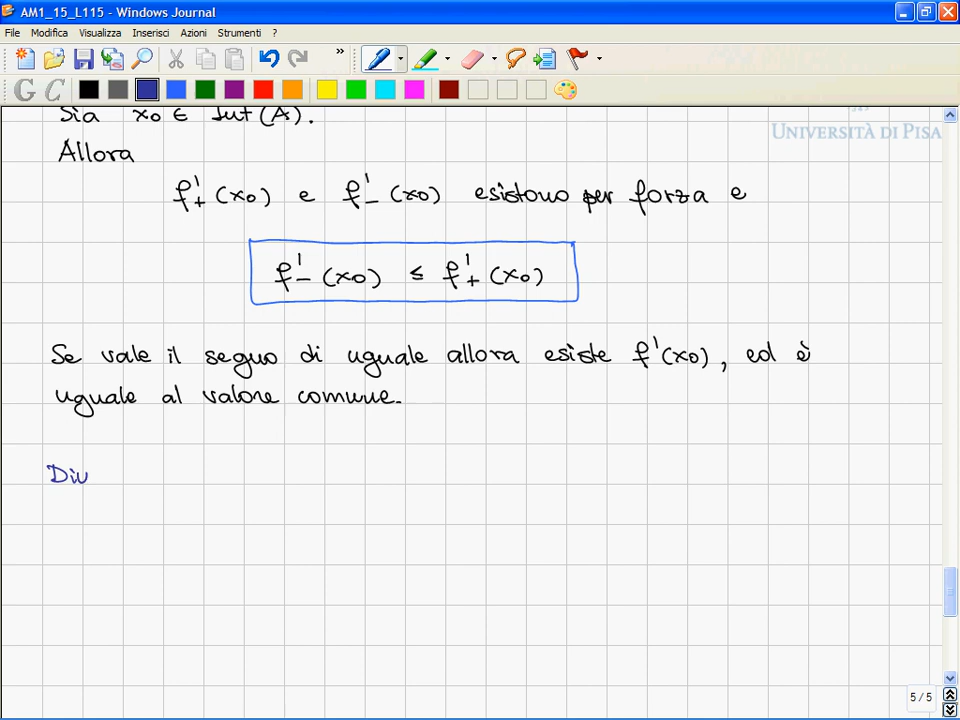 AM1_15_L115 - Windows Journal
File Modifica Visualizza Inserisci Azioni Strumenti ?
G C
Sia x0 ∈ Int(A).
UNIVERSITÀ DI PISA
Allora
f'+(x0) e f'-(x0) esistono per forza e
f'-(x0) ≤ f'+(x0)
Se vale il segno di uguale allora esiste f'(x0), ed è
uguale al valore comune.
Dim
5 / 5